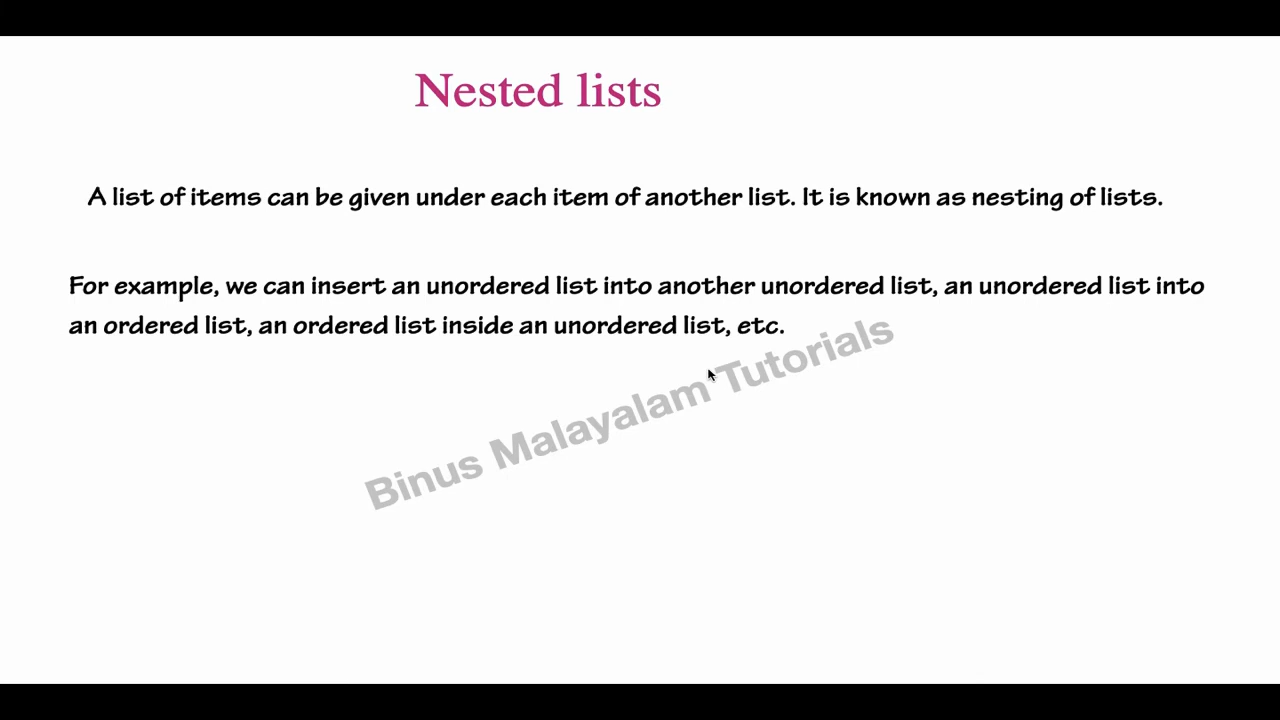 Nested lists
A list of items can be given under each item of another list. It is known as nesting of lists.
For example, we can insert an unordered list into another unordered list, an unordered list into
an ordered list, an ordered list inside an unordered list, etc.
Binus Malayalam Tutorials